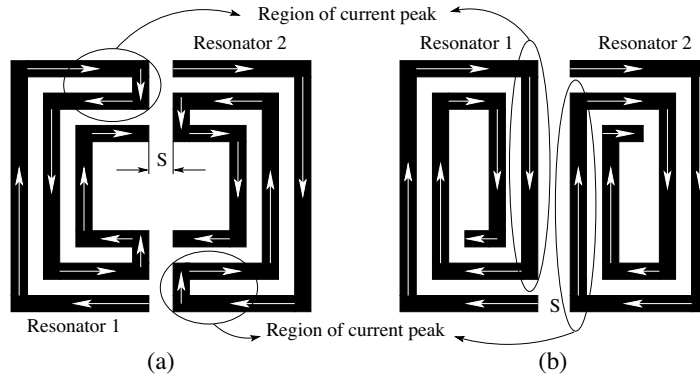 Region of current peak
Resonator 2
Resonator 1
Resonator 2
S
S
Resonator 1
Region of current peak
(a)
(b)